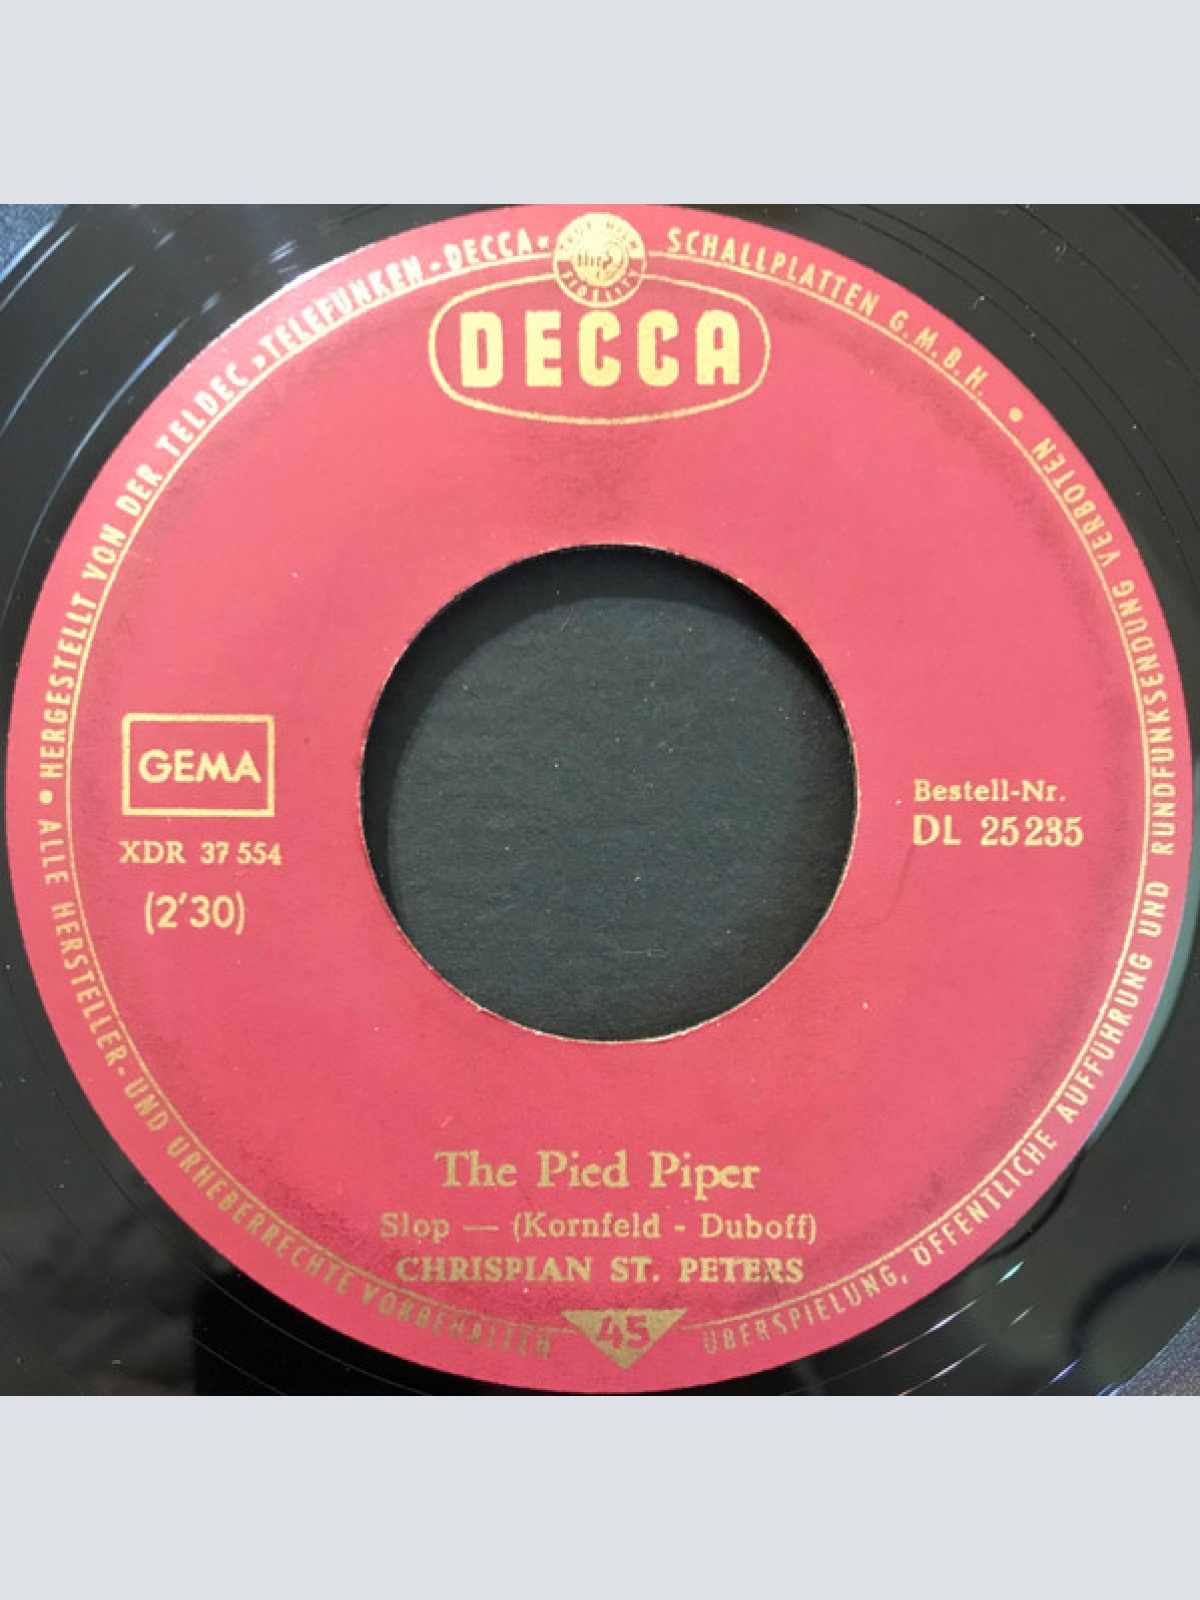 HERGESTELLT VON DER TELDEC »TELEFUNKEN-DECCA« SCHALLPLATTEN G.M.B.H. •
DECCA
GEMA
XDR 37 554
(2'30)
Bestell-Nr.
DL 25 235
The Pied Piper
Slop — (Kornfeld - Duboff)
CHRISPIAN ST. PETERS
45
• ALLE HERSTELLER- UND URHEBERRECHTE VORBEHALTEN
ÜBERSPIELUNG, ÖFFENTLICHE AUFFÜHRUNG UND RUNDFUNKSENDUNG VERBOTEN